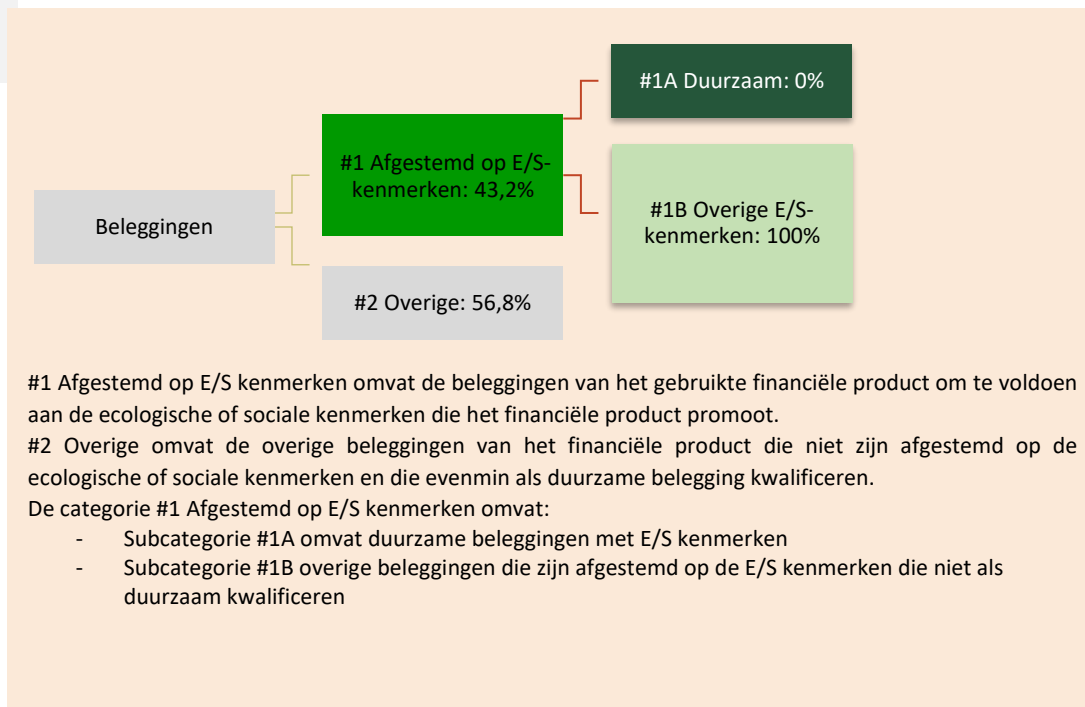 #1A Duurzaam: 0%
#1 Afgestemd op E/S-
kenmerken: 43,2%
#1B Overige E/S-
kenmerken: 100%
Beleggingen
#2 Overige: 56,8%
#1 Afgestemd op E/S kenmerken omvat de beleggingen van het gebruikte financiële product om te voldoen
aan de ecologische of sociale kenmerken die het financiële product promoot.
#2 Overige omvat de overige beleggingen van het financiële product die niet zijn afgestemd op de
ecologische of sociale kenmerken en die evenmin als duurzame belegging kwalificeren.
De categorie #1 Afgestemd op E/S kenmerken omvat:
- Subcategorie #1A omvat duurzame beleggingen met E/S kenmerken
- Subcategorie #1B overige beleggingen die zijn afgestemd op de E/S kenmerken die niet als
duurzaam kwalificeren